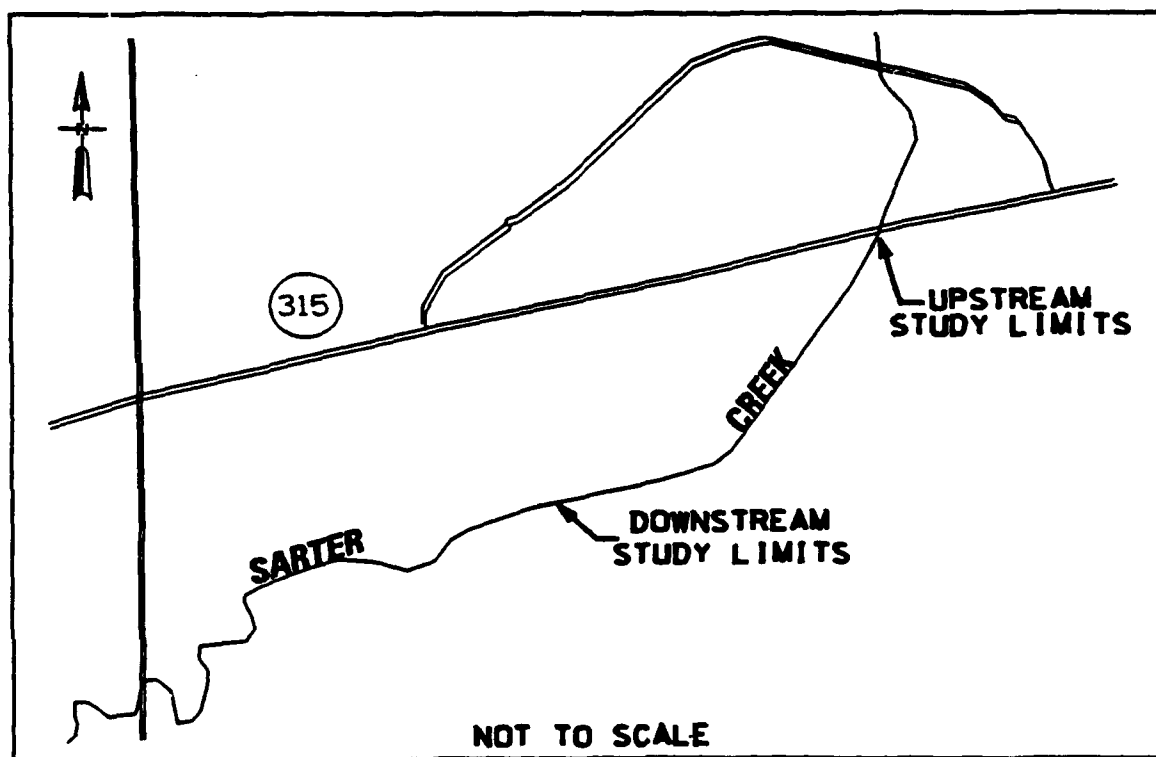 N
315
UPSTREAM
STUDY LIMITS
CREEK
DOWNSTREAM
STUDY LIMITS
SARTER
NOT TO SCALE